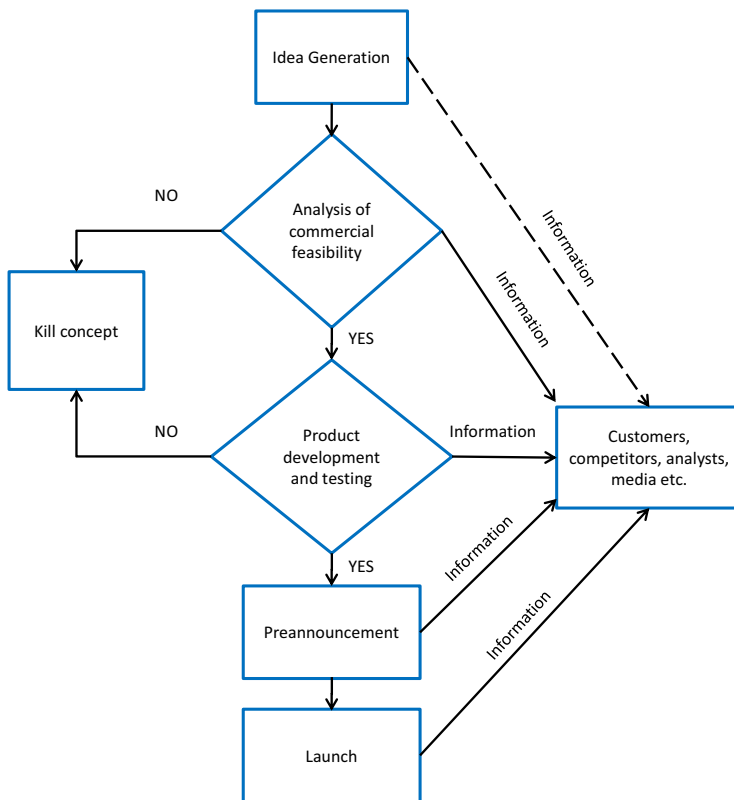 Idea Generation
NO
Analysis of
commercial
feasibility
Information
Information
Kill concept
YES
NO
Product
development
and testing
Information
Customers,
competitors, analysts,
media etc.
YES
Information
Preannouncement
Information
Launch